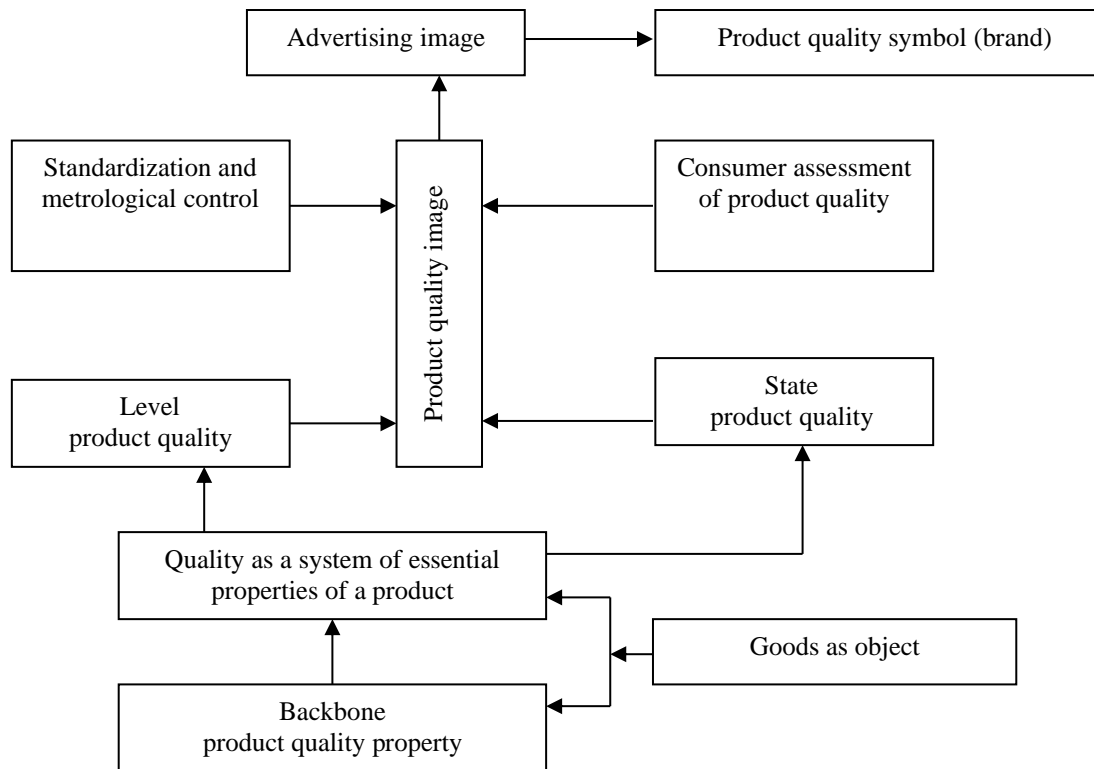 Advertising image
Product quality symbol (brand)
Standardization and
metrological control
Product quality image
Consumer assessment
of product quality
Level
product quality
State
product quality
Quality as a system of essential
properties of a product
Goods as object
Backbone
product quality property